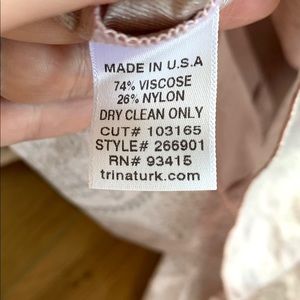 MADE IN U.S.A
74% VISCOSE
26% NYLON
DRY CLEAN ONLY
CUT# 103165
STYLE# 266901
RN# 93415
trinaturk.com